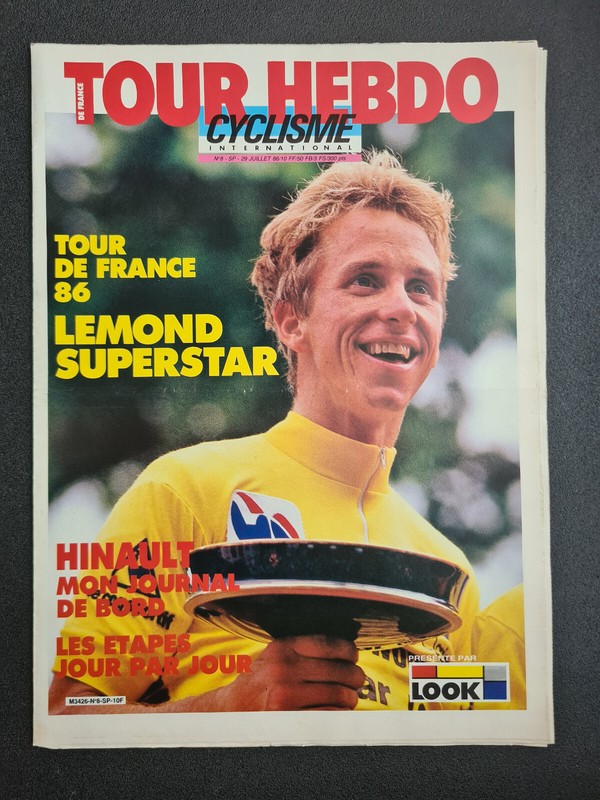 DE FRANCE
TOUR HEBDO
CYCLISME
INTERNATIONAL
N°8 - SP - 29 JUILLET 86/10 FF/50 FB/3 FS/300 pts
TOUR
DE FRANCE
86
LEMOND
SUPERSTAR
HINAULT
MON JOURNAL
DE BORD
LES ETAPES
JOUR PAR JOUR
PRESENTE PAR
LOOK
M3425-N°8-SP-10F